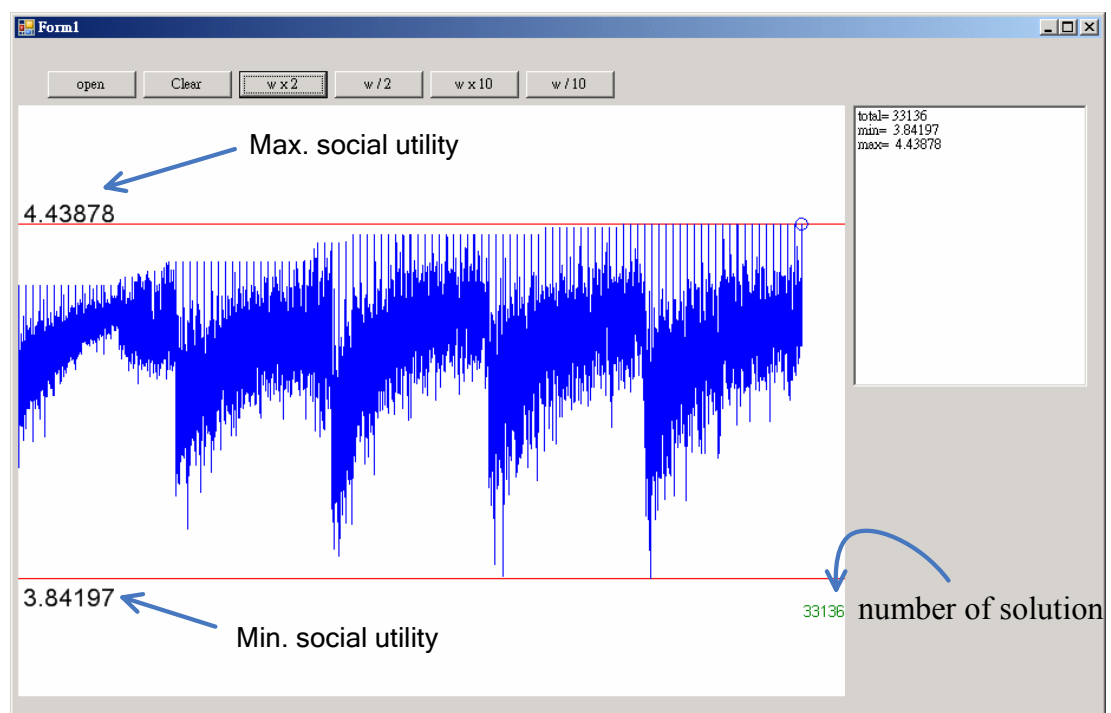 Form1
open Clear w x 2 w / 2 w x 10 w / 10
total= 33136
min= 3.84197
max= 4.43878
Max. social utility
4.43878
3.84197
33136
number of solution
Min. social utility